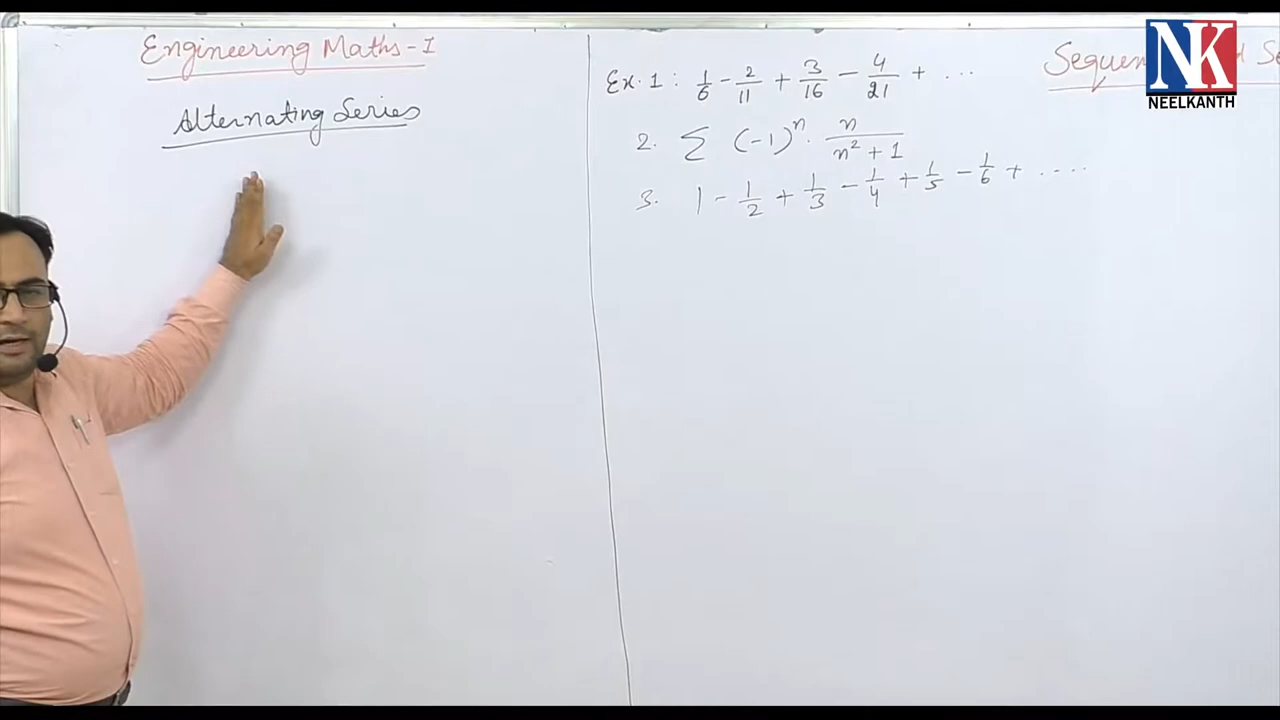 Engineering Maths-I
Alternating Series
Ex. 1 : 1/6 - 2/11 + 3/16 - 4/21 + ...
2. ∑ (-1)^n · n/(n² + 1)
3. 1 - 1/2 + 1/3 - 1/4 + 1/5 - 1/6 + ....
NK
NEELKANTH